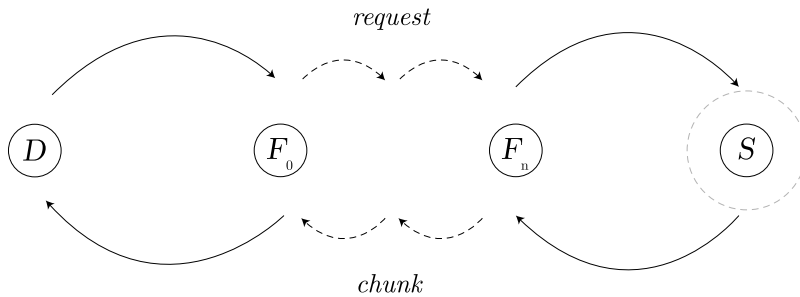 request
D
F₀
Fₙ
S
chunk